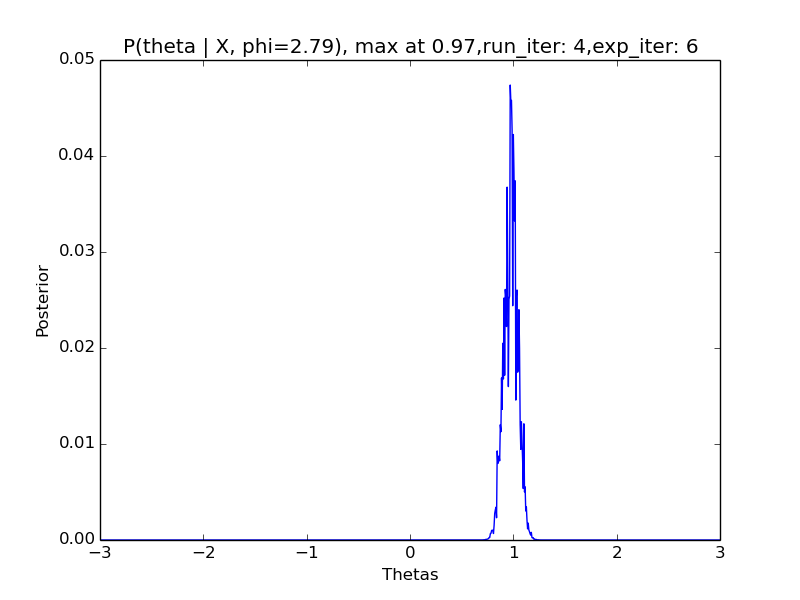 P(theta | X, phi=2.79), max at 0.97,run_iter: 4,exp_iter: 6
0.05
0.04
0.03
0.02
0.01
0.00
Posterior
−3 −2 −1 0 1 2 3
Thetas